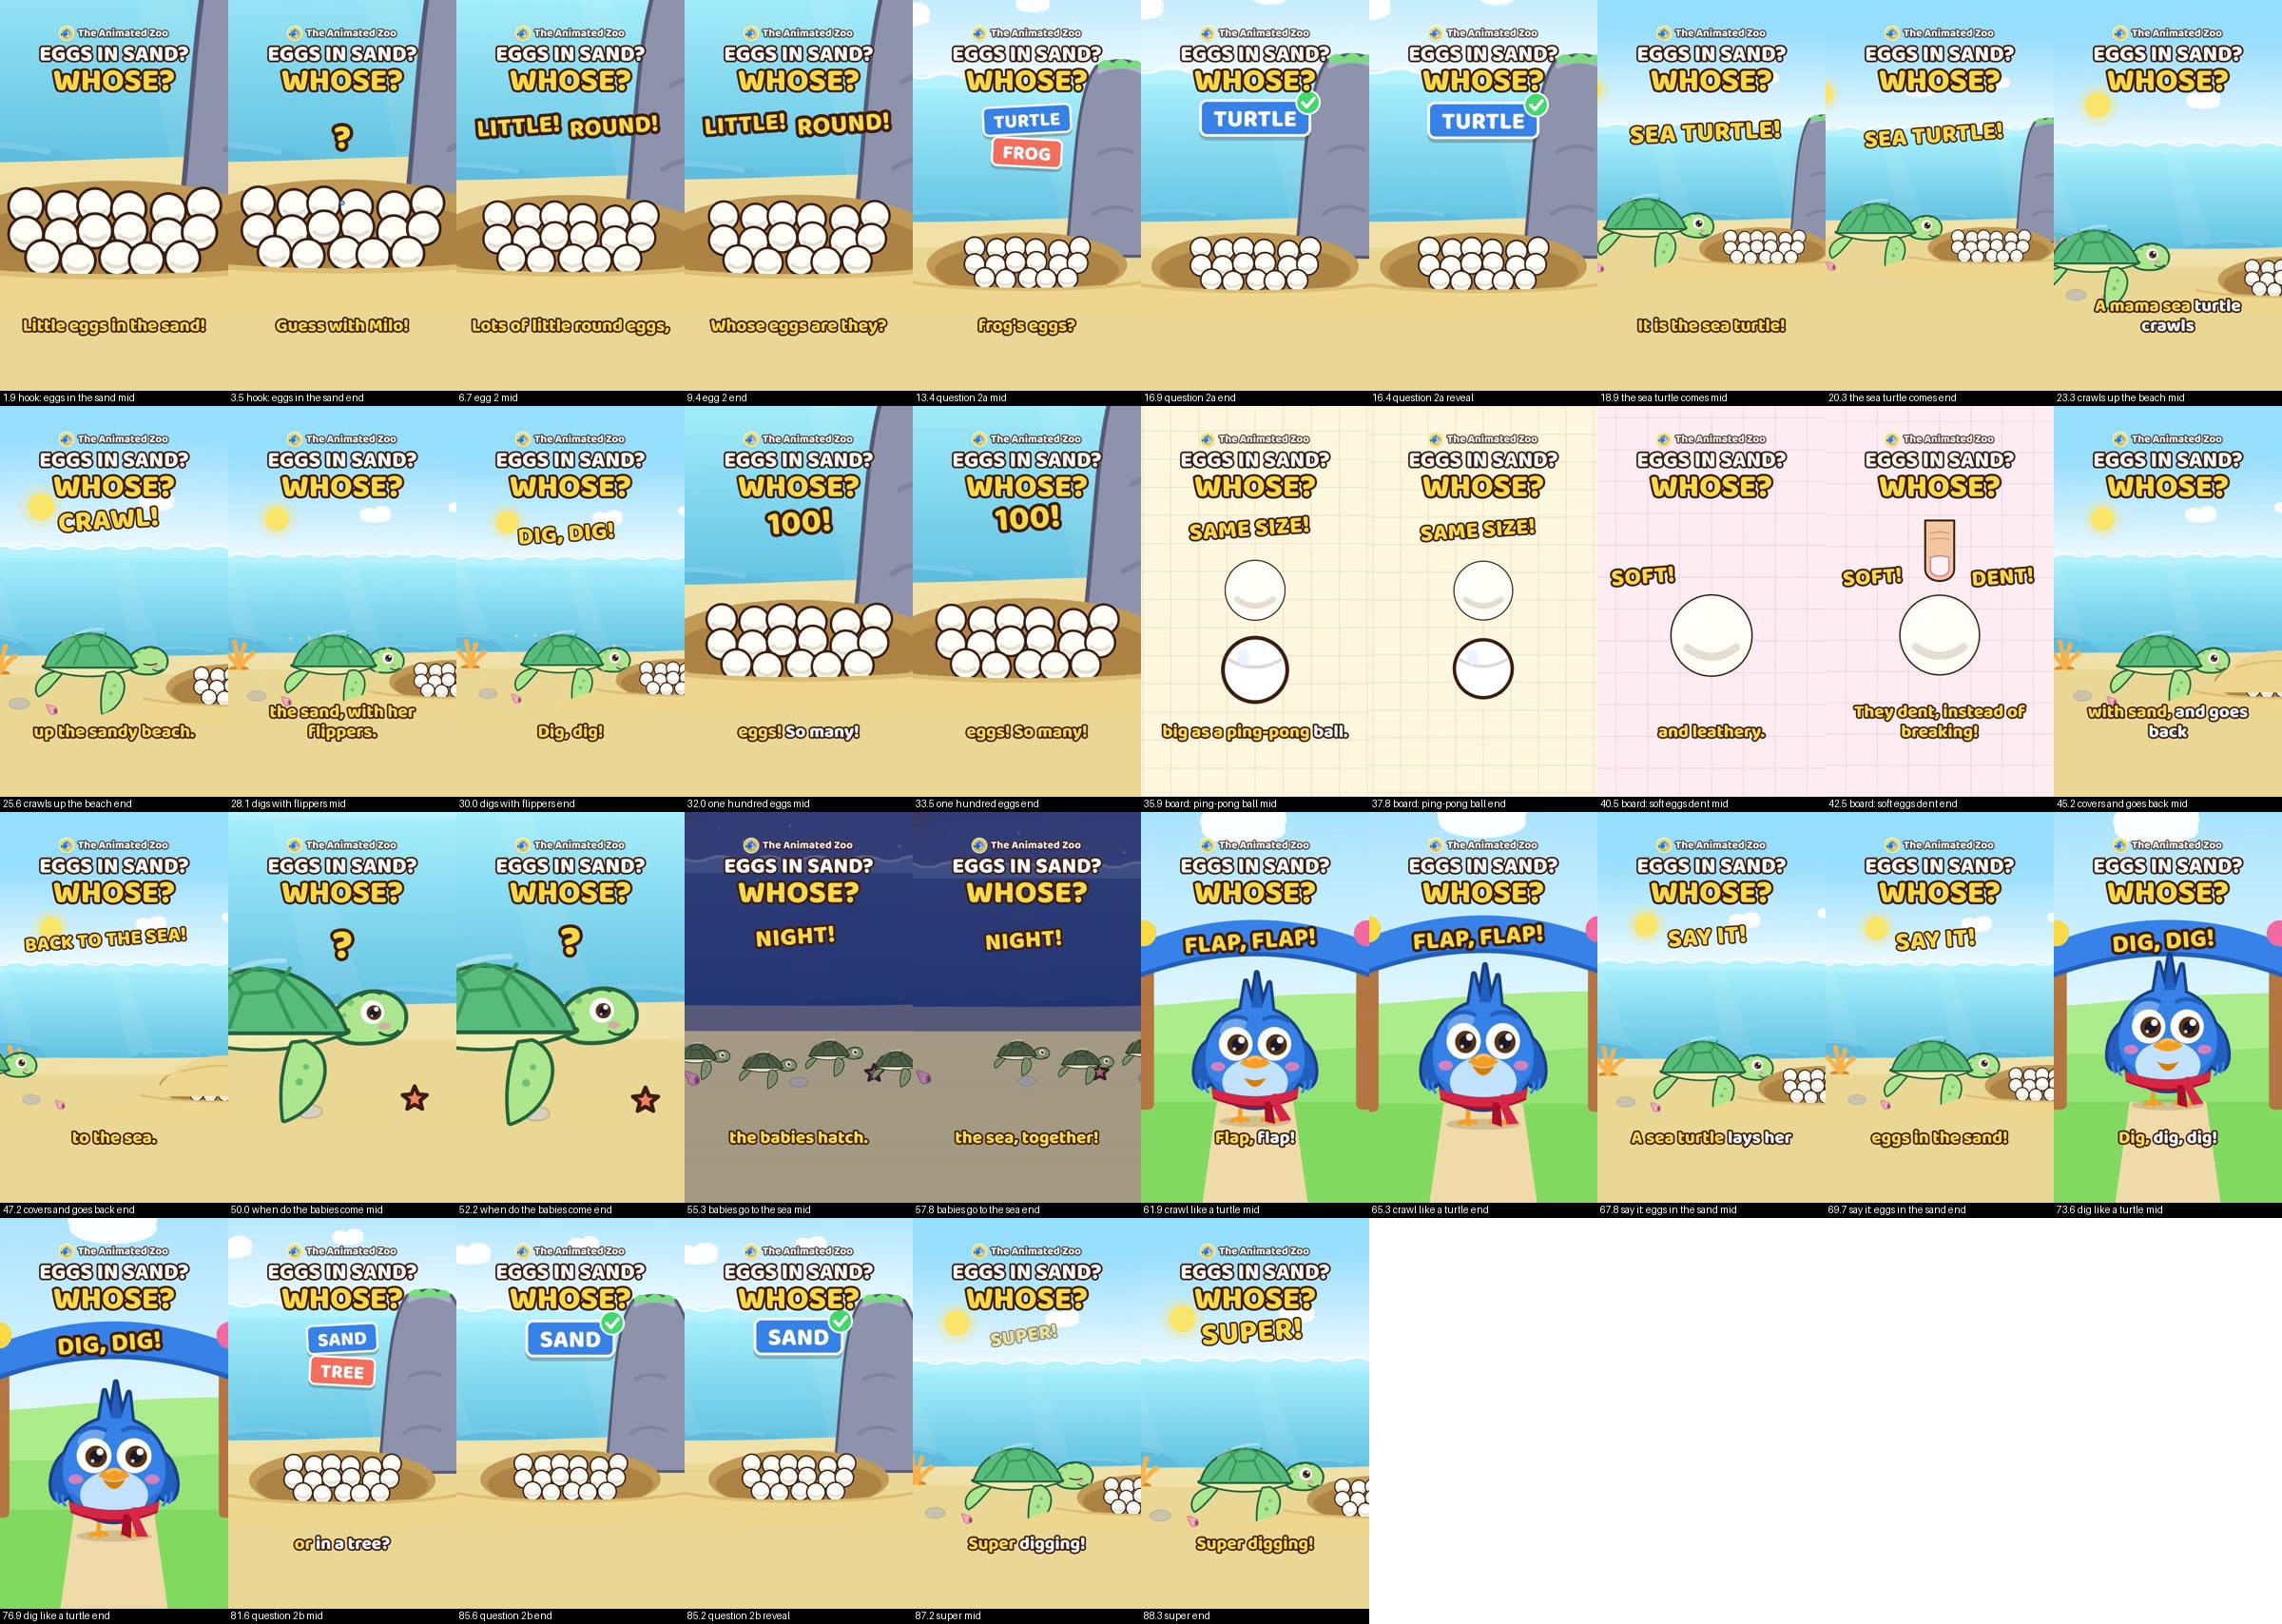 The Animated Zoo
EGGS IN SAND?
WHOSE?
Little eggs in the sand!
1.9 hook: eggs in the sand mid
The Animated Zoo
EGGS IN SAND?
WHOSE?
?
Guess with Milo!
3.5 hook: eggs in the sand end
The Animated Zoo
EGGS IN SAND?
WHOSE?
LITTLE! ROUND!
Lots of little round eggs,
6.7 egg 2 mid
The Animated Zoo
EGGS IN SAND?
WHOSE?
LITTLE! ROUND!
Whose eggs are they?
9.4 egg 2 end
The Animated Zoo
EGGS IN SAND?
WHOSE?
TURTLE
FROG
frog's eggs?
13.4 question 2a mid
The Animated Zoo
EGGS IN SAND?
WHOSE?
TURTLE
16.9 question 2a end
The Animated Zoo
EGGS IN SAND?
WHOSE?
TURTLE
16.4 question 2a reveal
The Animated Zoo
EGGS IN SAND?
WHOSE?
SEA TURTLE!
It is the sea turtle!
18.9 the sea turtle comes mid
The Animated Zoo
EGGS IN SAND?
WHOSE?
SEA TURTLE!
20.3 the sea turtle comes end
The Animated Zoo
EGGS IN SAND?
WHOSE?
A mama sea turtle
crawls
23.3 crawls up the beach mid
The Animated Zoo
EGGS IN SAND?
WHOSE?
CRAWL!
up the sandy beach.
25.6 crawls up the beach end
The Animated Zoo
EGGS IN SAND?
WHOSE?
the sand, with her
flippers.
28.1 digs with flippers mid
The Animated Zoo
EGGS IN SAND?
WHOSE?
DIG, DIG!
Dig, dig!
30.0 digs with flippers end
The Animated Zoo
EGGS IN SAND?
WHOSE?
100!
eggs! So many!
32.0 one hundred eggs mid
The Animated Zoo
EGGS IN SAND?
WHOSE?
100!
eggs! So many!
33.5 one hundred eggs end
The Animated Zoo
EGGS IN SAND?
WHOSE?
SAME SIZE!
big as a ping-pong ball.
35.9 board: ping-pong ball mid
The Animated Zoo
EGGS IN SAND?
WHOSE?
SAME SIZE!
37.8 board: ping-pong ball end
The Animated Zoo
EGGS IN SAND?
WHOSE?
SOFT!
and leathery.
40.5 board: soft eggs dent mid
The Animated Zoo
EGGS IN SAND?
WHOSE?
SOFT! DENT!
They dent, instead of
breaking!
42.5 board: soft eggs dent end
The Animated Zoo
EGGS IN SAND?
WHOSE?
with sand, and goes
back
45.2 covers and goes back mid
The Animated Zoo
EGGS IN SAND?
WHOSE?
BACK TO THE SEA!
to the sea.
47.2 covers and goes back end
The Animated Zoo
EGGS IN SAND?
WHOSE?
?
50.0 when do the babies come mid
The Animated Zoo
EGGS IN SAND?
WHOSE?
?
52.2 when do the babies come end
The Animated Zoo
EGGS IN SAND?
WHOSE?
NIGHT!
the babies hatch.
55.3 babies go to the sea mid
The Animated Zoo
EGGS IN SAND?
WHOSE?
NIGHT!
the sea, together!
57.8 babies go to the sea end
The Animated Zoo
EGGS IN SAND?
WHOSE?
FLAP, FLAP!
Flap, flap!
61.9 crawl like a turtle mid
The Animated Zoo
EGGS IN SAND?
WHOSE?
FLAP, FLAP!
65.3 crawl like a turtle end
The Animated Zoo
EGGS IN SAND?
WHOSE?
SAY IT!
A sea turtle lays her
67.8 say it: eggs in the sand mid
The Animated Zoo
EGGS IN SAND?
WHOSE?
SAY IT!
eggs in the sand!
69.7 say it: eggs in the sand end
The Animated Zoo
EGGS IN SAND?
WHOSE?
DIG, DIG!
Dig, dig, dig!
73.6 dig like a turtle mid
The Animated Zoo
EGGS IN SAND?
WHOSE?
DIG, DIG!
76.9 dig like a turtle end
The Animated Zoo
EGGS IN SAND?
WHOSE?
SAND
TREE
or in a tree?
81.6 question 2b mid
The Animated Zoo
EGGS IN SAND?
WHOSE?
SAND
85.6 question 2b end
The Animated Zoo
EGGS IN SAND?
WHOSE?
SAND
85.2 question 2b reveal
The Animated Zoo
EGGS IN SAND?
WHOSE?
SUPER!
Super digging!
87.2 super mid
The Animated Zoo
EGGS IN SAND?
WHOSE?
SUPER!
Super digging!
88.3 super end